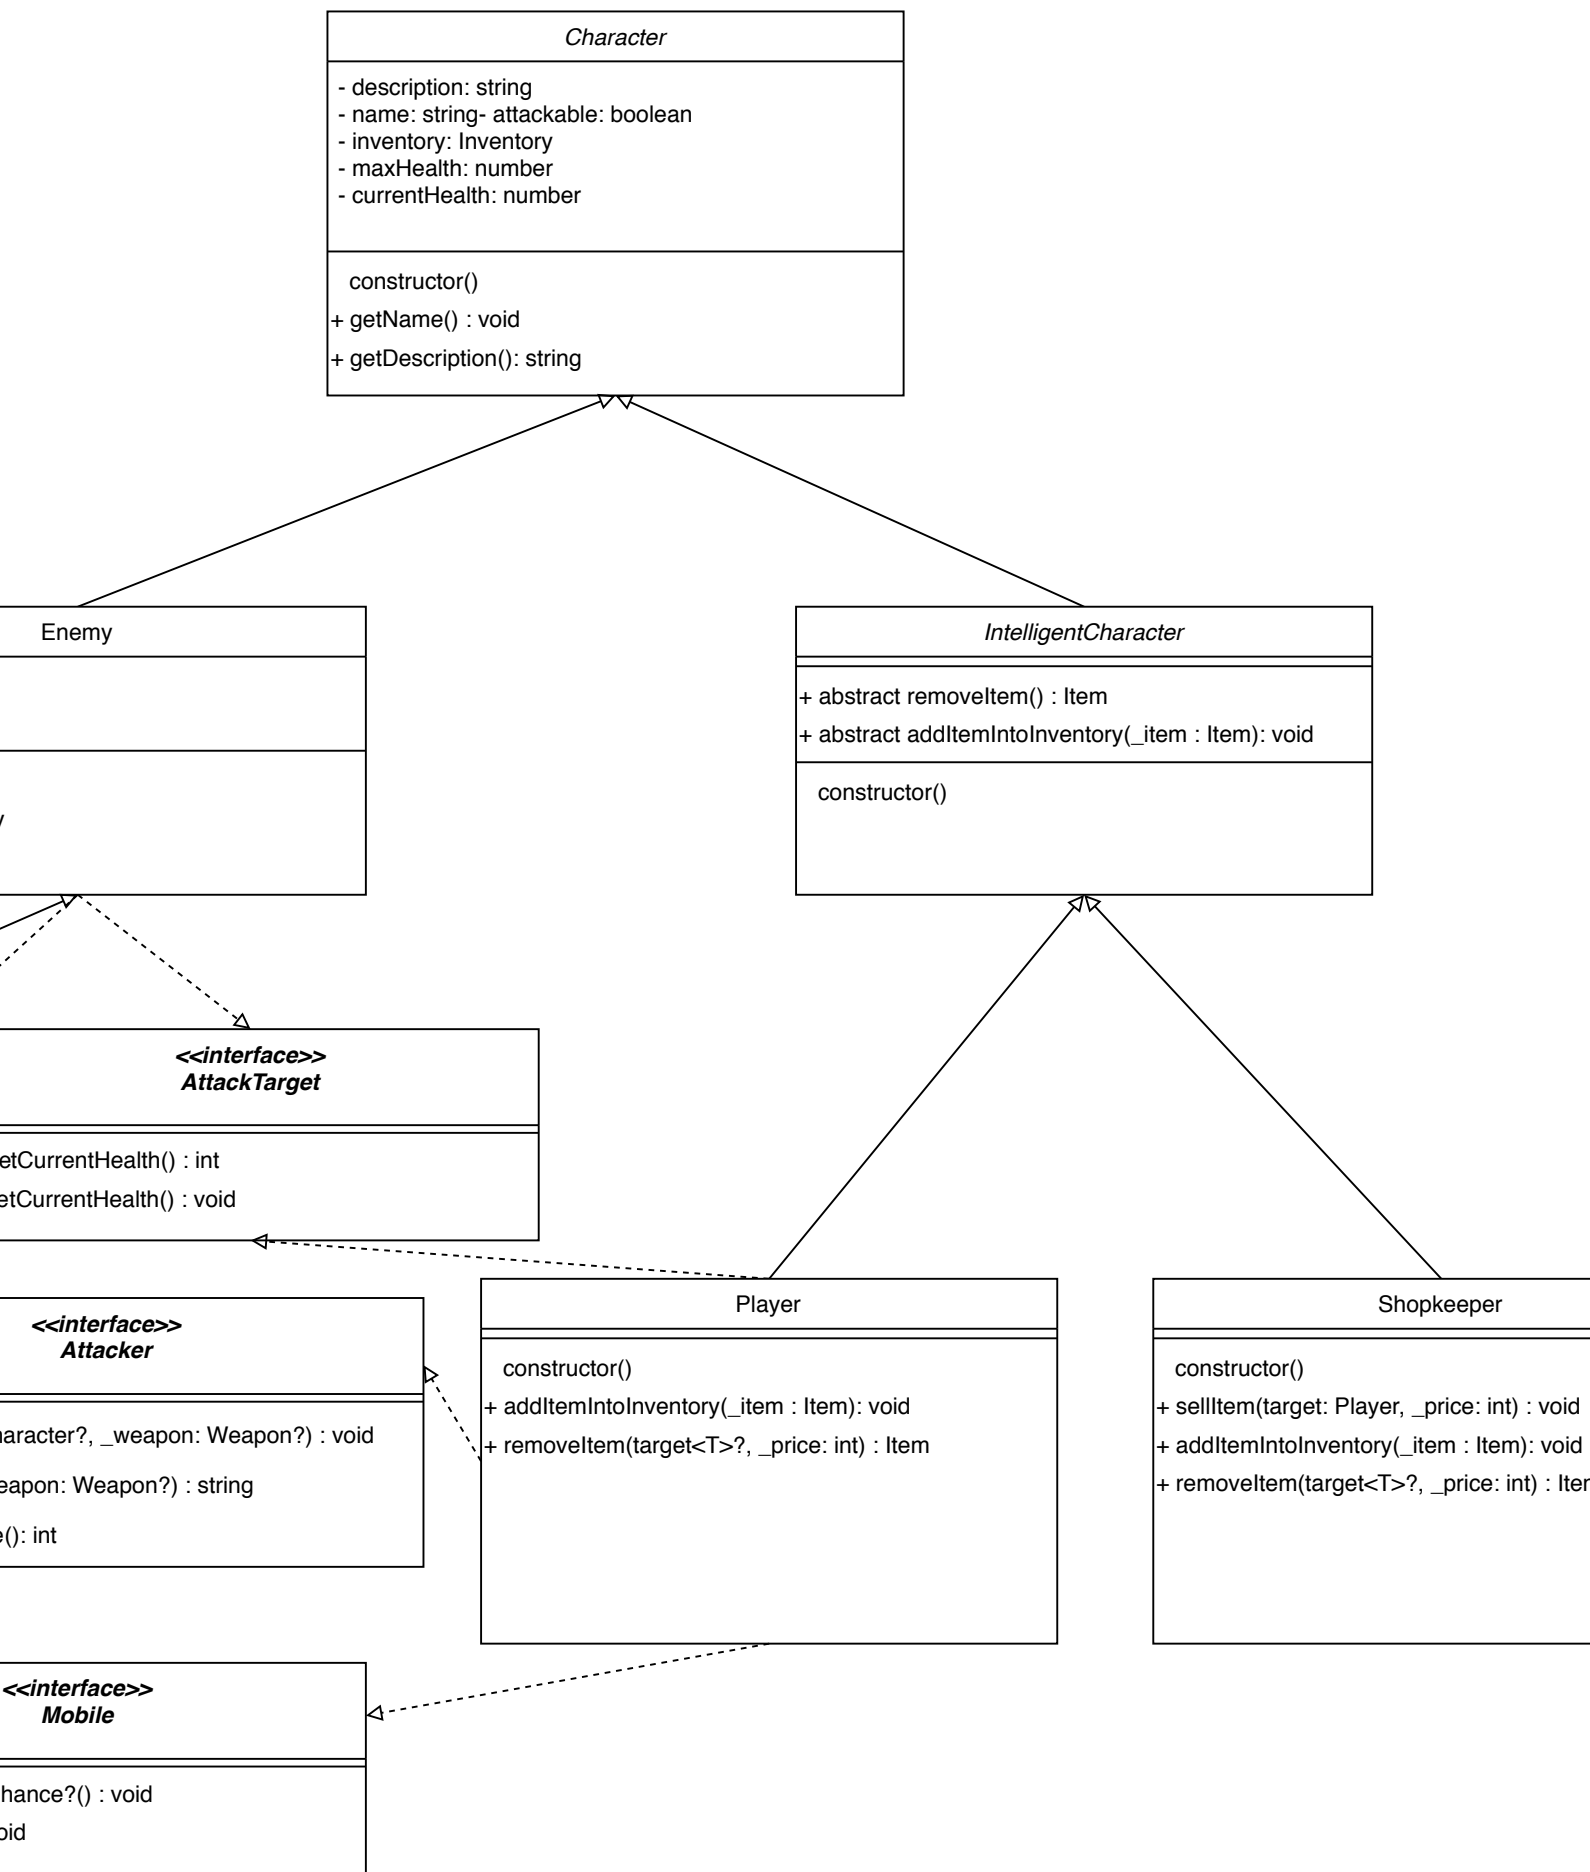 Character
- description: string
- name: string- attackable: boolean
- inventory: Inventory
- maxHealth: number
- currentHealth: number
constructor()
+ getName() : void
+ getDescription(): string
Enemy
IntelligentCharacter
+ abstract removeItem() : Item
+ abstract addItemIntoInventory(_item : Item): void
constructor()
<<interface>>
AttackTarget
etCurrentHealth() : int
etCurrentHealth() : void
<<interface>>
Attacker
haracter?, _weapon: Weapon?) : void
eapon: Weapon?) : string
e(): int
Player
constructor()
+ addItemIntoInventory(_item : Item): void
+ removeItem(target<T>?, _price: int) : Item
Shopkeeper
constructor()
+ sellItem(target: Player, _price: int) : void
+ addItemIntoInventory(_item : Item): void
+ removeItem(target<T>?, _price: int) : Iter
<<interface>>
Mobile
hance?() : void
oid